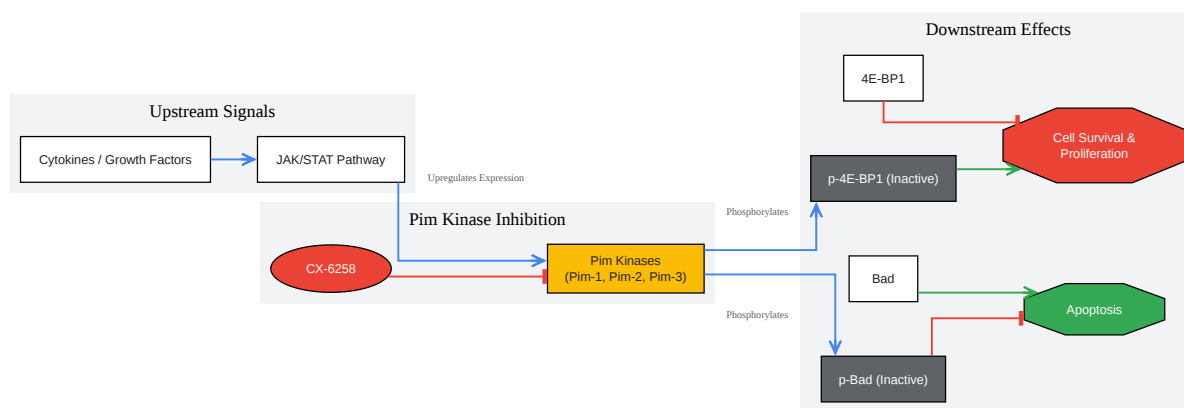 Downstream Effects
4E-BP1
Upstream Signals
Cytokines / Growth Factors
JAK/STAT Pathway
Cell Survival &
Proliferation
Upregulates Expression
p-4E-BP1 (Inactive)
Pim Kinase Inhibition
Phosphorylates
CX-6258
Pim Kinases
(Pim-1, Pim-2, Pim-3)
Bad
Apoptosis
Phosphorylates
p-Bad (Inactive)